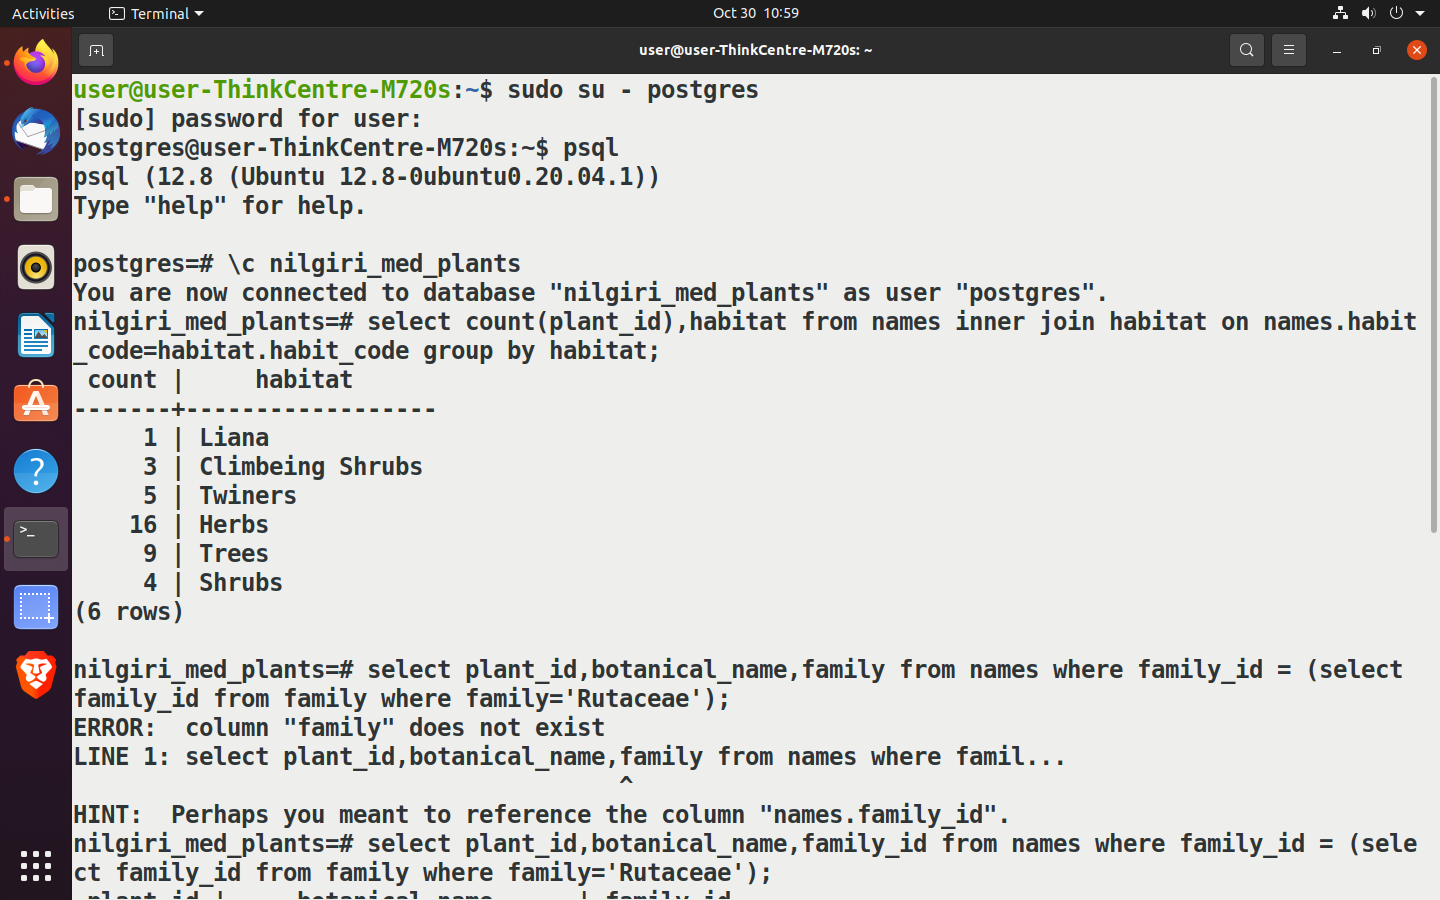 Activities Terminal Oct 30 10:59
user@user-ThinkCentre-M720s: ~
user@user-ThinkCentre-M720s:~$ sudo su - postgres
[sudo] password for user:
postgres@user-ThinkCentre-M720s:~$ psql
psql (12.8 (Ubuntu 12.8-0ubuntu0.20.04.1))
Type "help" for help.
postgres=# \c nilgiri_med_plants
You are now connected to database "nilgiri_med_plants" as user "postgres".
nilgiri_med_plants=# select count(plant_id),habitat from names inner join habitat on names.habit
_code=habitat.habit_code group by habitat;
 count |     habitat
-------+------------------
     1 | Liana
     3 | Climbeing Shrubs
     5 | Twiners
    16 | Herbs
     9 | Trees
     4 | Shrubs
(6 rows)
nilgiri_med_plants=# select plant_id,botanical_name,family from names where family_id = (select
family_id from family where family='Rutaceae');
ERROR:  column "family" does not exist
LINE 1: select plant_id,botanical_name,family from names where famil...
                                       ^
HINT:  Perhaps you meant to reference the column "names.family_id".
nilgiri_med_plants=# select plant_id,botanical_name,family_id from names where family_id = (sele
ct family_id from family where family='Rutaceae');
 plant_id |     botanical_name      | family_id